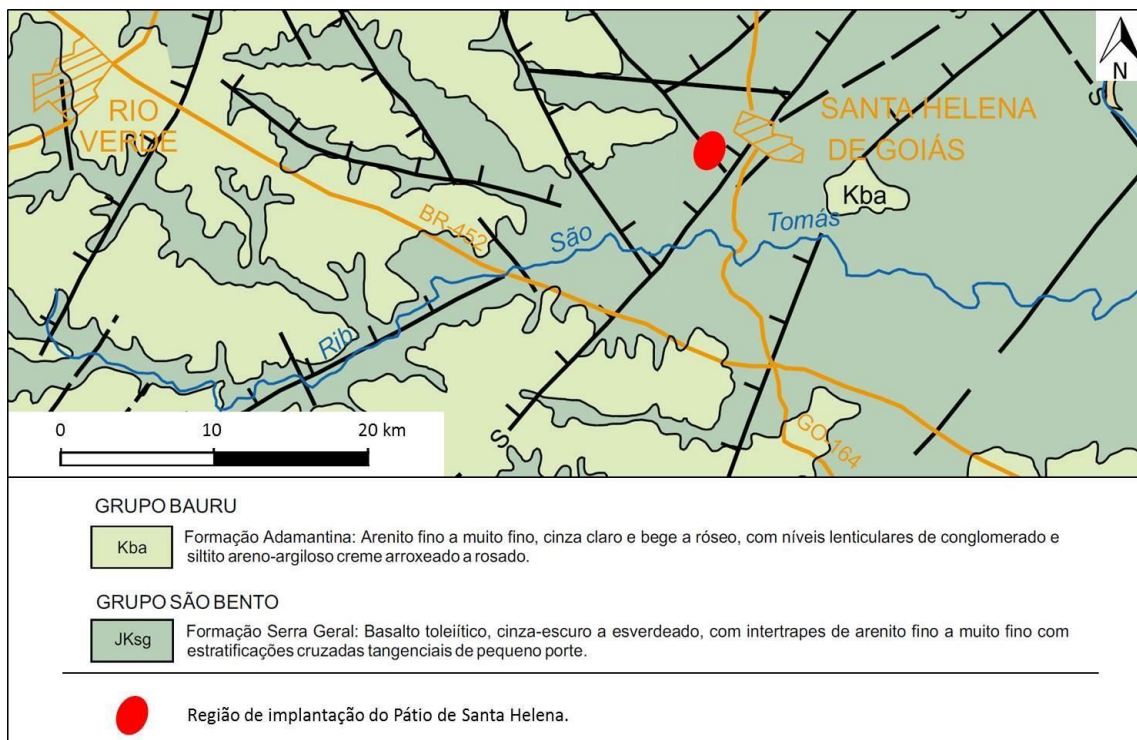 N
RIO
VERDE
SANTA HELENA
DE GOIÁS
Kba
BR-452
São
Tomás
Rib
S
S
S
S
GO-164
0 10 20 km
GRUPO BAURU
Kba
Formação Adamantina: Arenito fino a muito fino, cinza claro e bege a róseo, com níveis lenticulares de conglomerado e
siltito areno-argiloso creme arroxeado a rosado.
GRUPO SÃO BENTO
JKsg
Formação Serra Geral: Basalto toleiítico, cinza-escuro a esverdeado, com intertrapes de arenito fino a muito fino com
estratificações cruzadas tangenciais de pequeno porte.
Região de implantação do Pátio de Santa Helena.